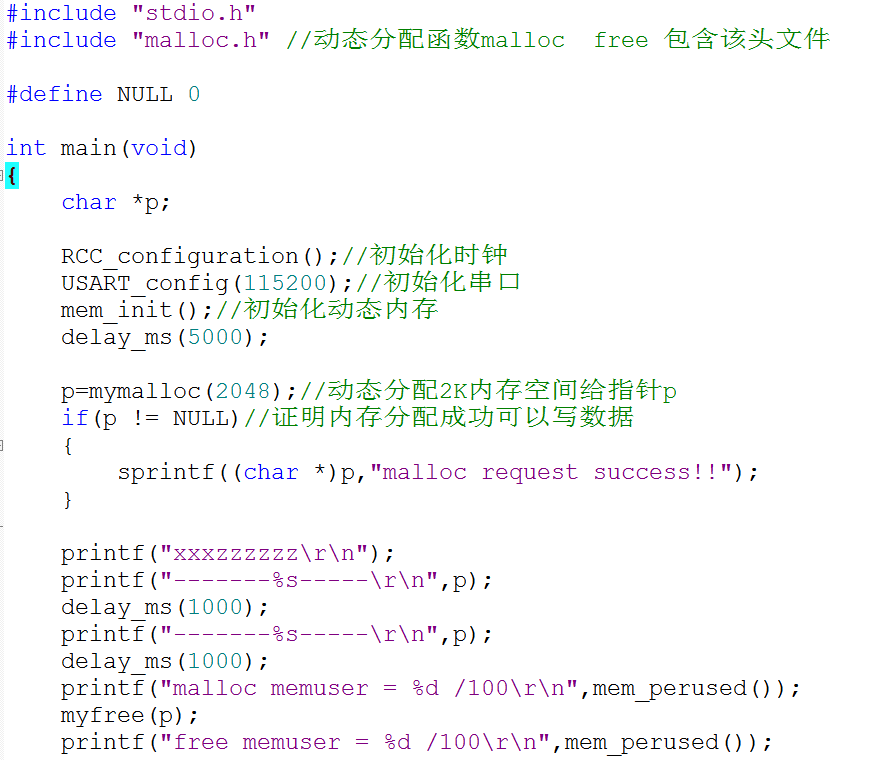 #include "stdio.h"
#include "malloc.h" //动态分配函数malloc  free 包含该头文件
#define NULL 0
int main(void)
{
char *p;
RCC_configuration();//初始化时钟
USART_config(115200);//初始化串口
mem_init();//初始化动态内存
delay_ms(5000);
p=mymalloc(2048);//动态分配2K内存空间给指针p
if(p != NULL)//证明内存分配成功可以写数据
{
sprintf((char *)p,"malloc request success!!");
}
printf("xxxzzzzzz\r\n");
printf("-------%s-----\r\n",p);
delay_ms(1000);
printf("-------%s-----\r\n",p);
delay_ms(1000);
printf("malloc memuser = %d /100\r\n",mem_perused());
myfree(p);
printf("free memuser = %d /100\r\n",mem_perused());